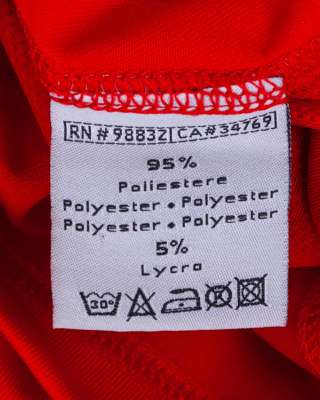 RN#98832 CA#34769
95%
Poliestere
Polyester • Polyester
Polyester • Polyester
5%
Lycra
30°